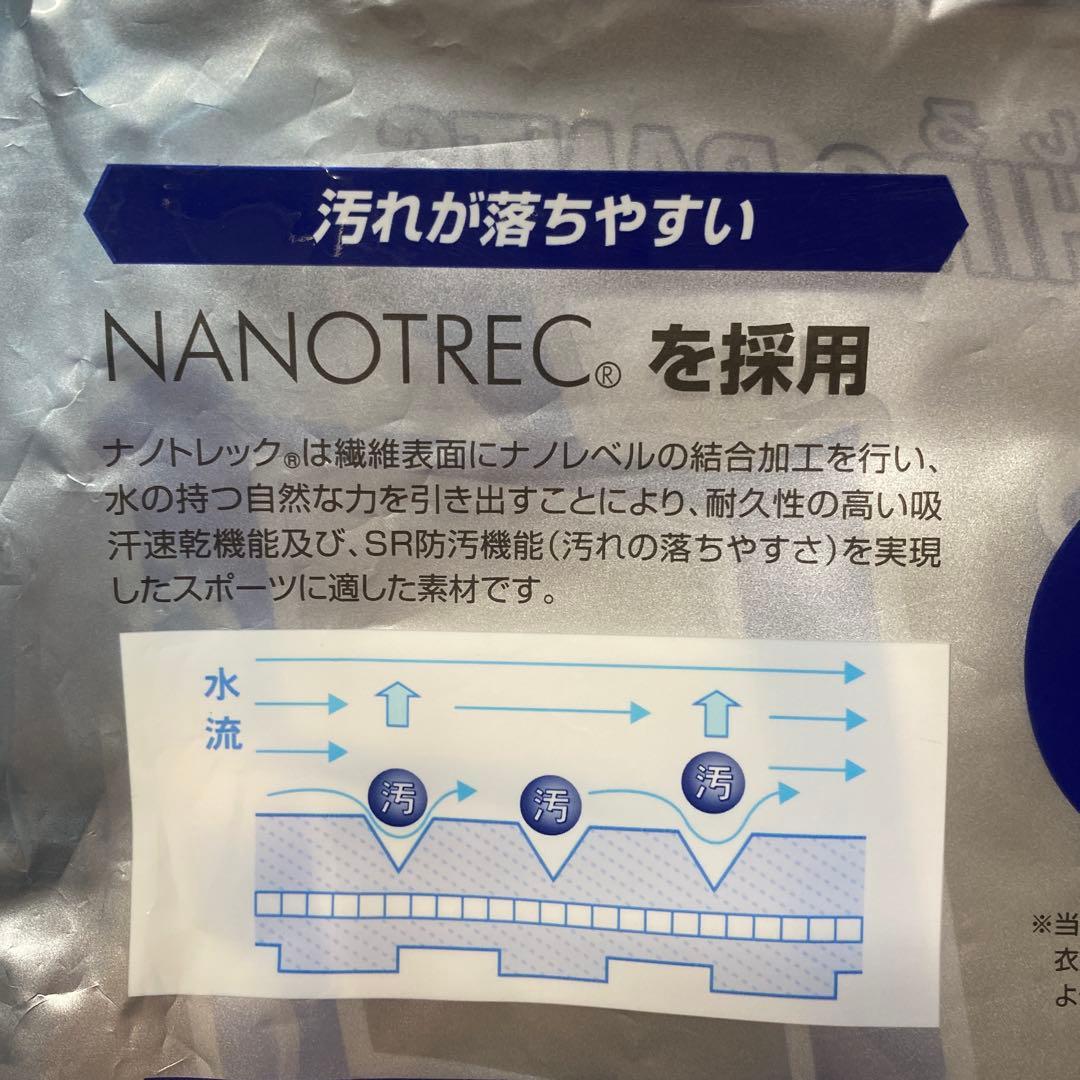 汚れが落ちやすい
NANOTREC®を採用
ナノトレック®は繊維表面にナノレベルの結合加工を行い、
水の持つ自然な力を引き出すことにより、耐久性の高い吸
汗速乾機能及び、SR防汚機能(汚れの落ちやすさ)を実現
したスポーツに適した素材です。
水
流
汚
汚
汚
※当
衣
よ